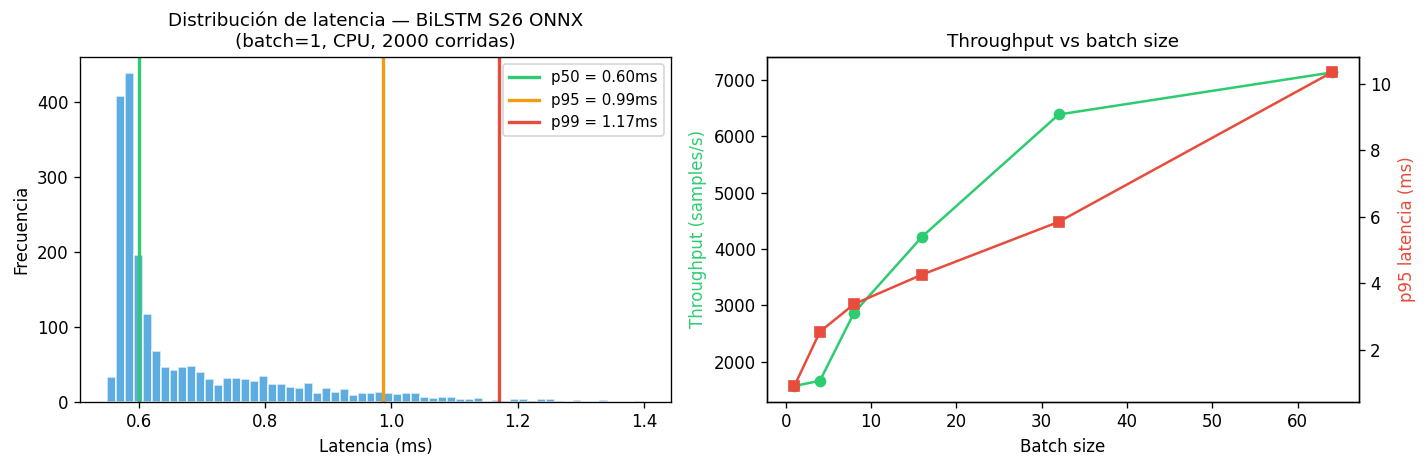 Distribución de latencia — BiLSTM S26 ONNX
(batch=1, CPU, 2000 corridas)
p50 = 0.60ms
p95 = 0.99ms
p99 = 1.17ms
Frecuencia
400
300
200
100
0
0.6
0.8
1.0
1.2
1.4
Latencia (ms)
Throughput vs batch size
Throughput (samples/s)
7000
6000
5000
4000
3000
2000
0
10
20
30
40
50
60
Batch size
10
8
6
4
2
p95 latencia (ms)